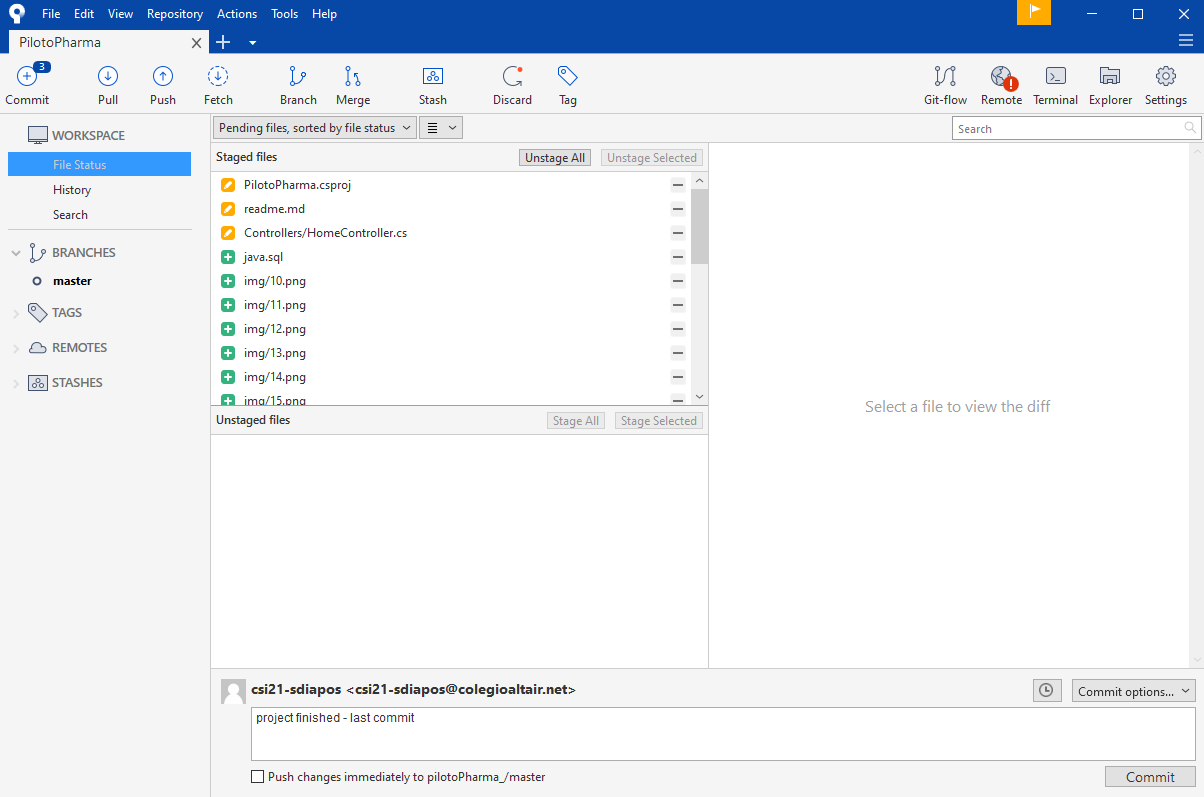 File Edit View Repository Actions Tools Help
PilotoPharma
3
Commit Pull Push Fetch Branch Merge Stash Discard Tag Git-flow Remote Terminal Explorer Settings
WORKSPACE
File Status
History
Search
BRANCHES
master
TAGS
REMOTES
STASHES
Pending files, sorted by file status
Search
Staged files Unstage All Unstage Selected
PilotoPharma.csproj
readme.md
Controllers/HomeController.cs
java.sql
img/10.png
img/11.png
img/12.png
img/13.png
img/14.png
img/15.png
Unstaged files Stage All Stage Selected
Select a file to view the diff
csi21-sdiapos <csi21-sdiapos@colegioaltair.net>
Commit options...
project finished - last commit
Push changes immediately to pilotoPharma_/master
Commit